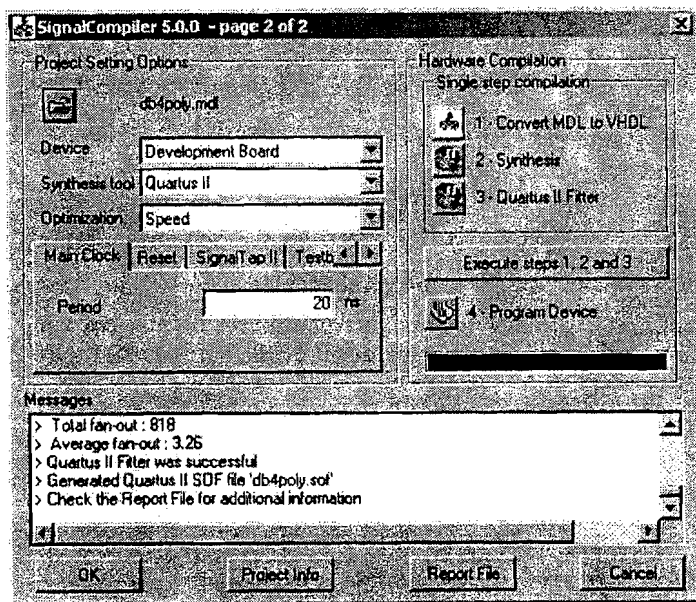 SignalCompiler 5.0.0 - page 2 of 2
Project Setting Options
db4poly.mdl
Device Development Board
Synthesis tool Quartus II
Optimization Speed
Main Clock Reset SignalTap II Testb
Period 20 ns
Hardware Compilation
Single step compilation
1 - Convert MDL to VHDL
2 - Synthesis
3 - Quartus II Fitter
Execute steps 1, 2 and 3
4 - Program Device
Messages
> Total fan-out : 818
> Average fan-out : 3.26
> Quartus II Fitter was successful
> Generated Quartus II SOF file 'db4poly.sof'
> Check the Report File for additional information
OK Project Info Report File Cancel